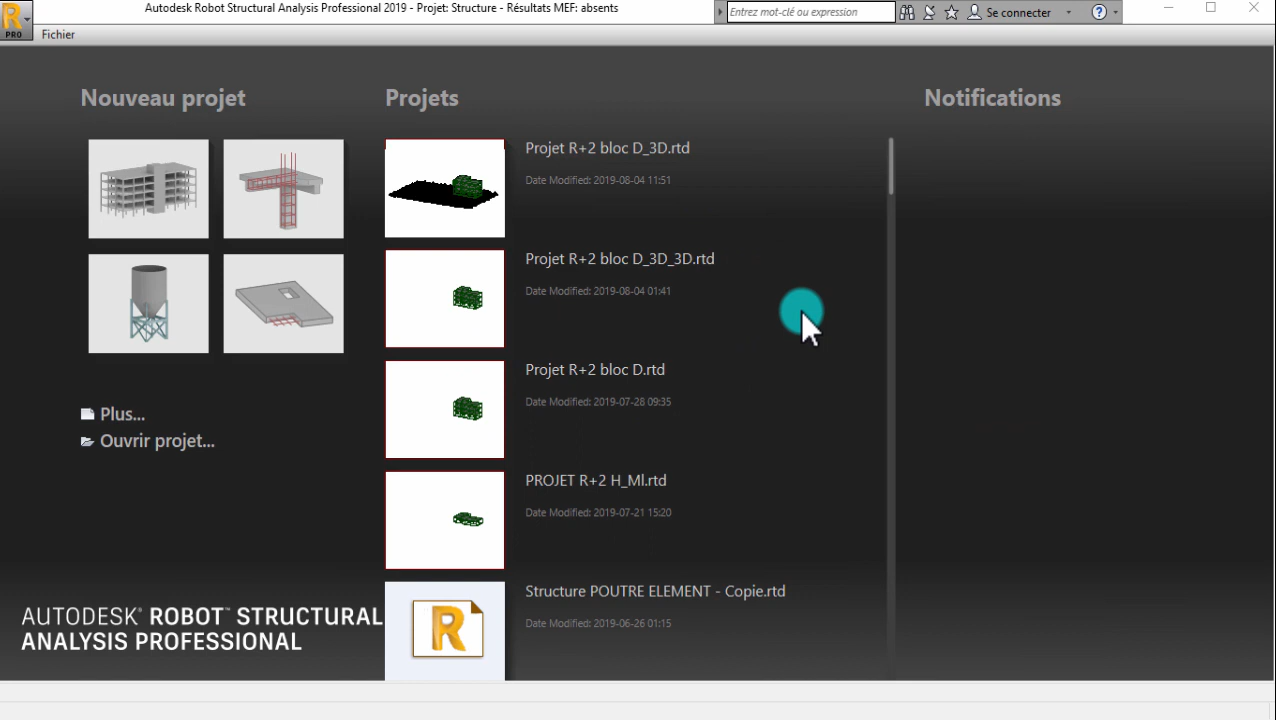 Autodesk Robot Structural Analysis Professional 2019 - Projet: Structure - Résultats MEF: absents
Entrez mot-clé ou expression
Se connecter
PRO
Fichier
Nouveau projet
Projets
Notifications
Projet R+2 bloc D_3D.rtd
Date Modified: 2019-08-04 11:51
Projet R+2 bloc D_3D_3D.rtd
Date Modified: 2019-08-04 01:41
Projet R+2 bloc D.rtd
Date Modified: 2019-07-28 09:35
Plus...
Ouvrir projet...
PROJET R+2 H_Ml.rtd
Date Modified: 2019-07-21 15:20
Structure POUTRE ELEMENT - Copie.rtd
Date Modified: 2019-06-26 01:15
AUTODESK® ROBOT™ STRUCTURAL
ANALYSIS PROFESSIONAL